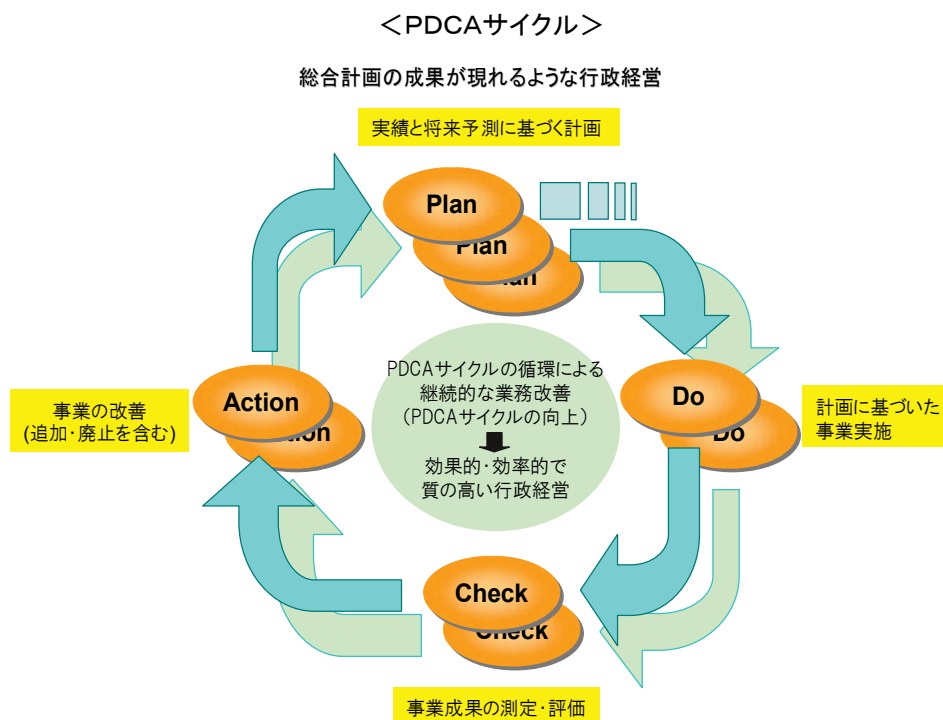 ＜PDCAサイクル＞
総合計画の成果が現れるような行政経営
実績と将来予測に基づく計画
Plan
Plan
Plan
PDCAサイクルの循環による
継続的な業務改善
(PDCAサイクルの向上)
効果的・効率的で
質の高い行政経営
Action
Action
事業の改善
(追加・廃止を含む)
Do
Do
計画に基づいた
事業実施
Check
Check
事業成果の測定・評価